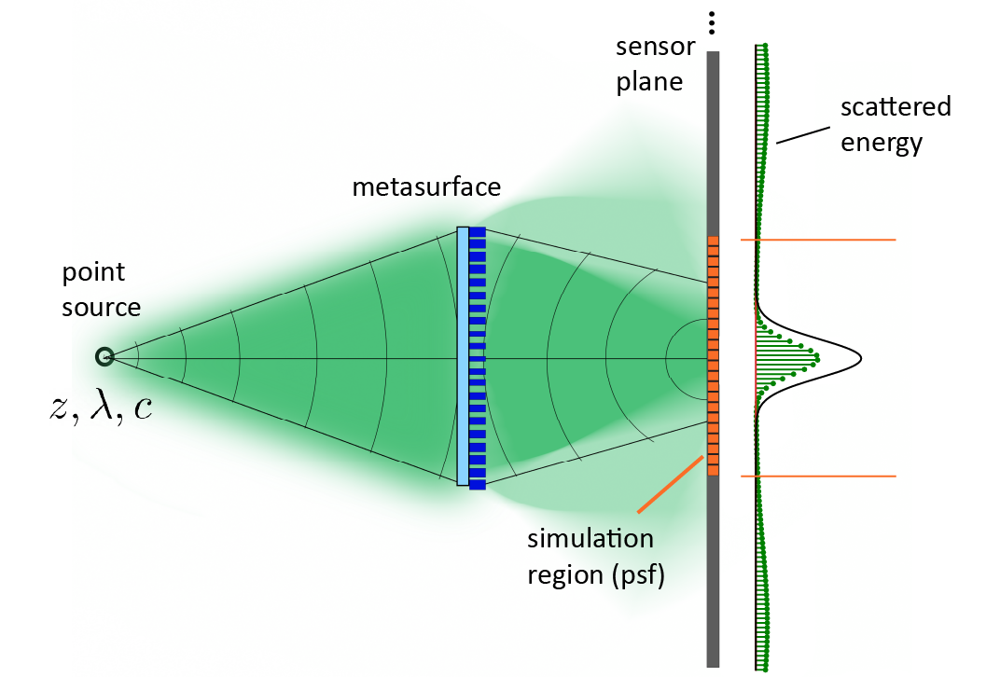 sensor
plane
scattered
energy
metasurface
point
source
z, λ, c
simulation
region (psf)